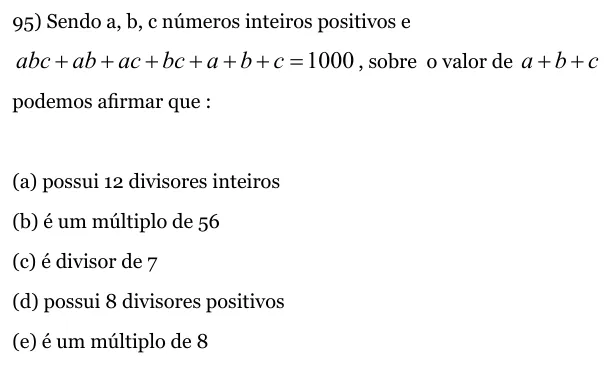 95) Sendo a, b, c números inteiros positivos e
abc + ab + ac + bc + a + b + c = 1000 , sobre o valor de a + b + c
podemos afirmar que :
(a) possui 12 divisores inteiros
(b) é um múltiplo de 56
(c) é divisor de 7
(d) possui 8 divisores positivos
(e) é um múltiplo de 8